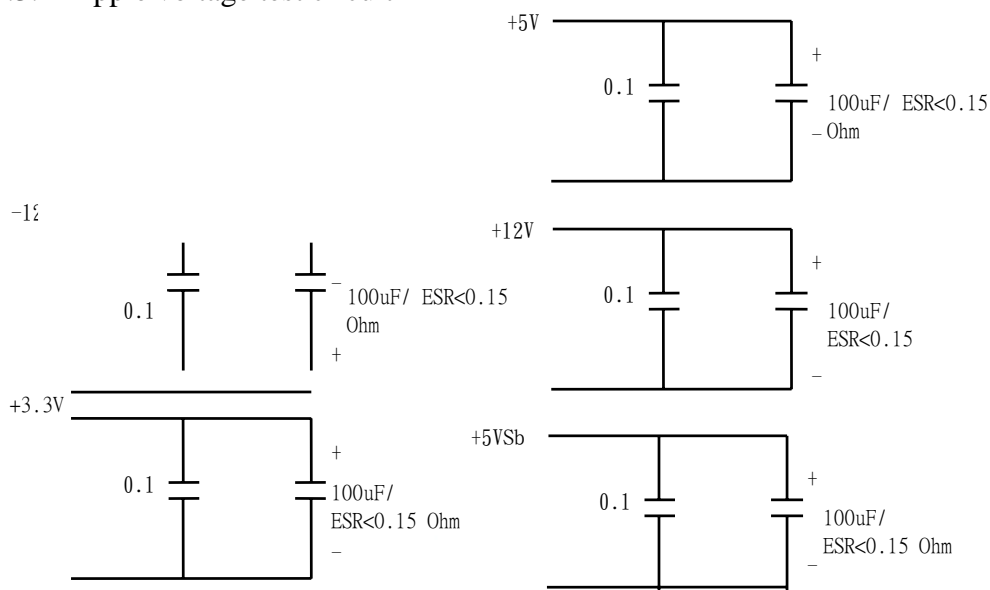 +5V
0.1
+
100uF/ ESR<0.15
– Ohm
-12
0.1
–
100uF/ ESR<0.15
Ohm
+
+12V
0.1
+
100uF/
ESR<0.15
–
+3.3V
0.1
+
100uF/
ESR<0.15 Ohm
–
+5VSb
0.1
+
100uF/
ESR<0.15 Ohm
–